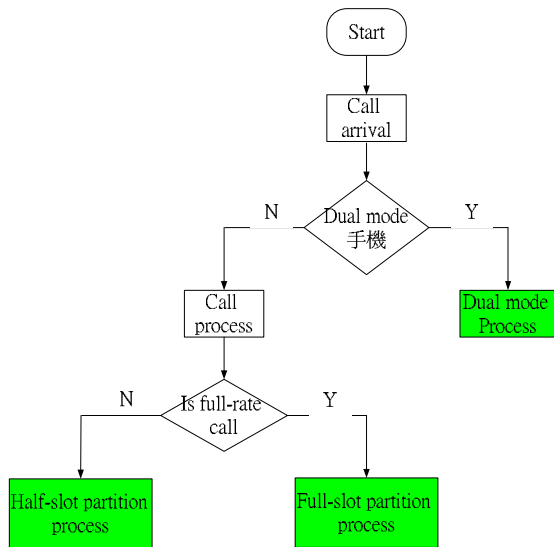 Start
Call
arrival
Dual mode
手機
N
Y
Call
process
Dual mode
Process
Is full-rate
call
N
Y
Half-slot partition
process
Full-slot partition
process